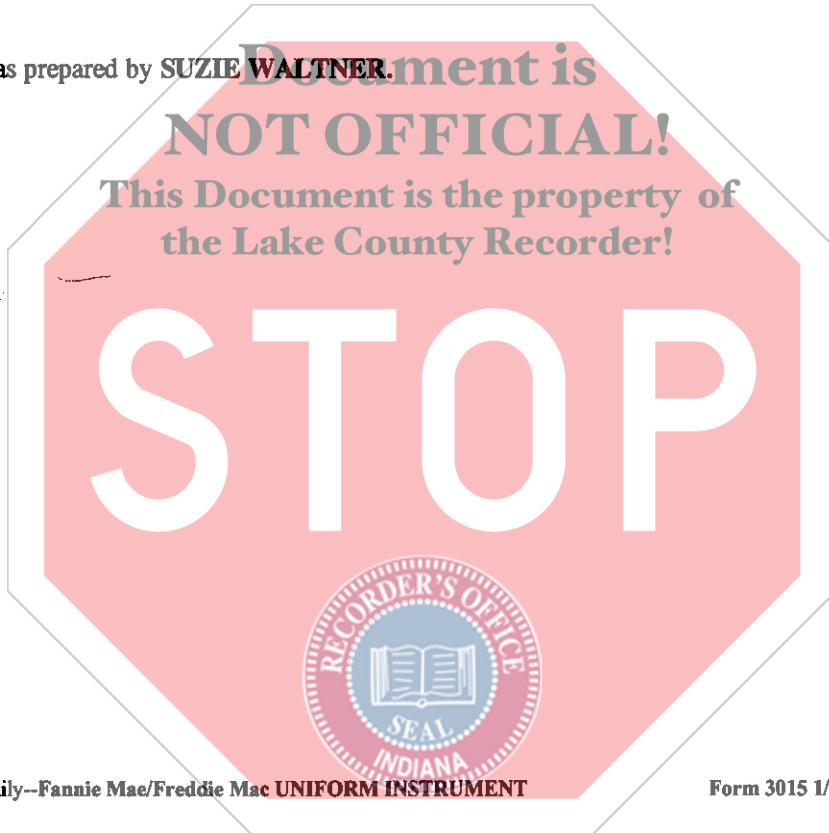 as prepared by SUZIE WALTNER.
Document is
NOT OFFICIAL!
This Document is the property of
the Lake County Recorder!
STOP
RECORDER'S OFFICE
SEAL
INDIANA
ily--Fannie Mae/Freddie Mac UNIFORM INSTRUMENT
Form 3015 1/